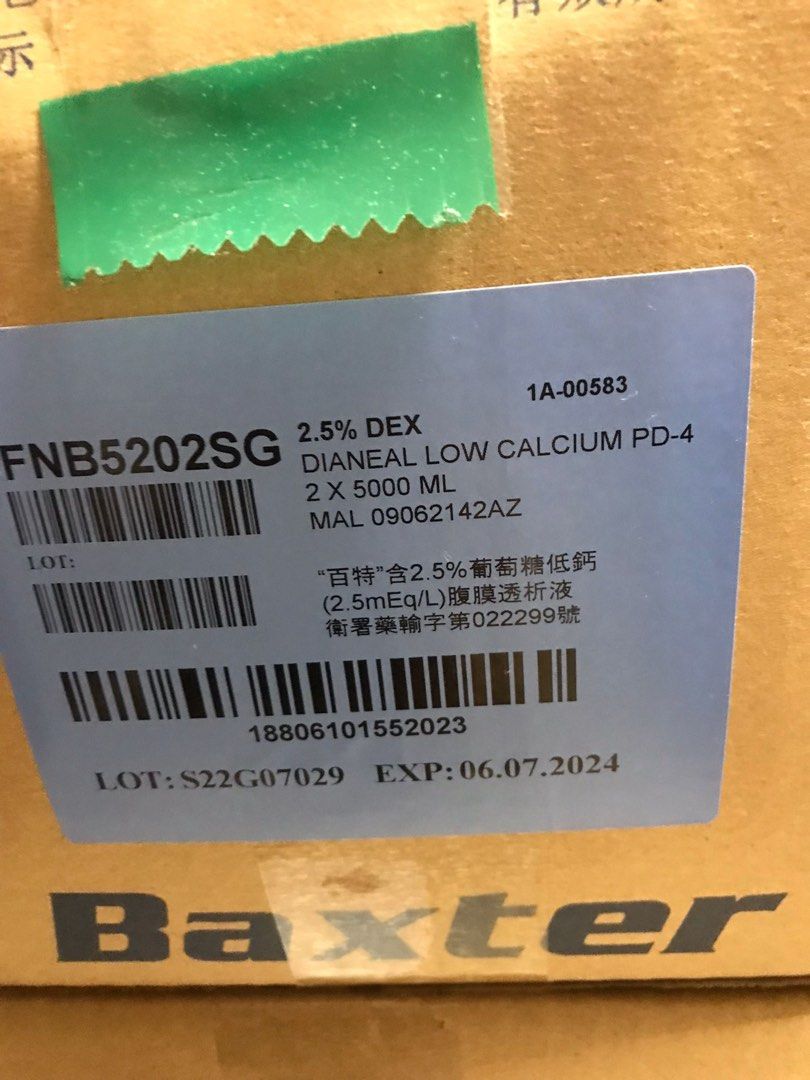 示
1A-00583
FNB5202SG
2.5% DEX
DIANEAL LOW CALCIUM PD-4
2 X 5000 ML
MAL 09062142AZ
LOT:
“百特”含2.5%葡萄糖低鈣
(2.5mEq/L)腹膜透析液
衛署藥輸字第022299號
18806101552023
LOT: S22G07029 EXP: 06.07.2024
Baxter